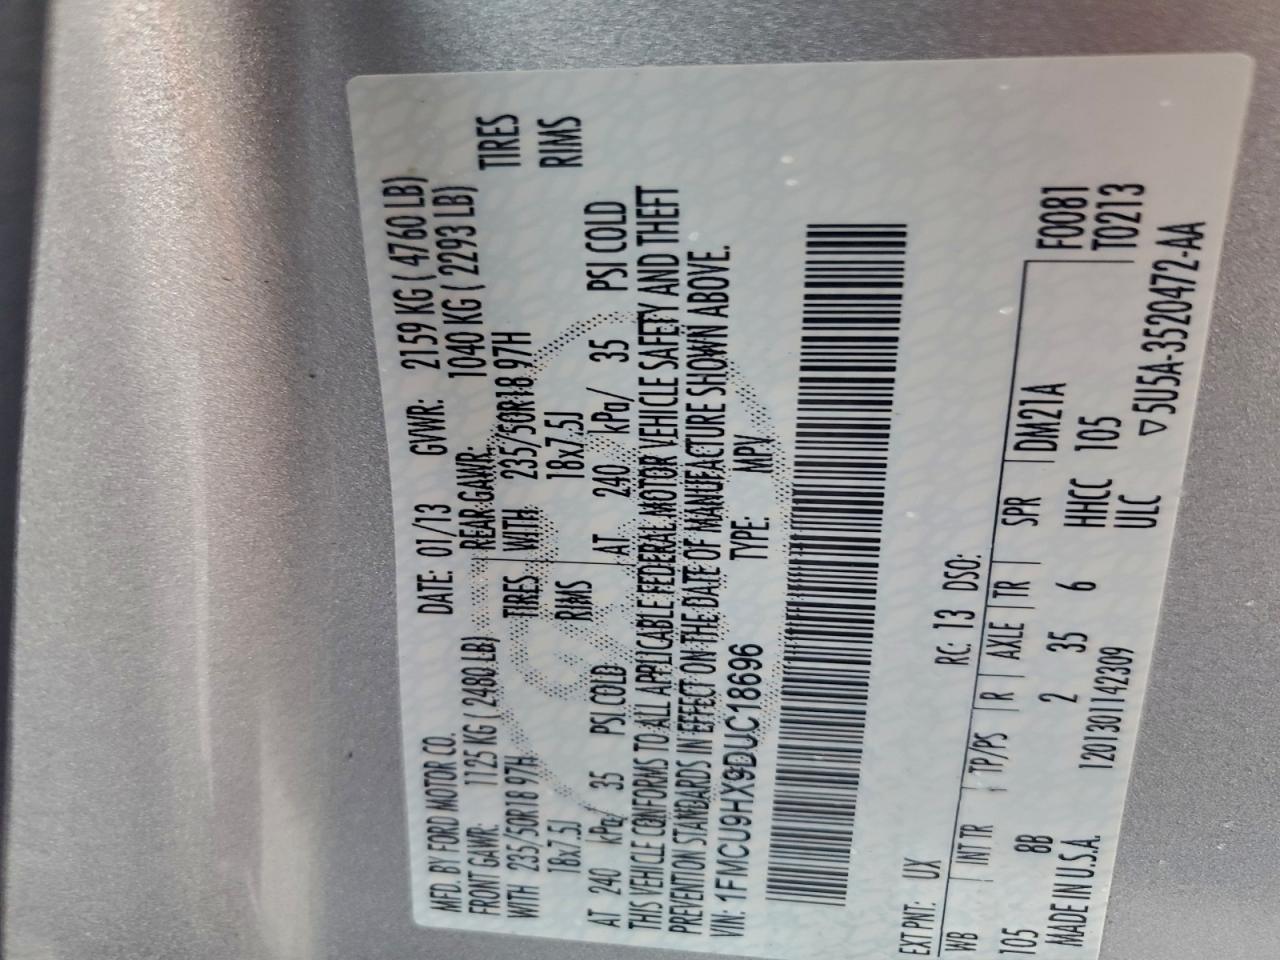 MFD. BY FORD MOTOR CO. DATE: 01/13 GVWR: 2159 KG ( 4760 LB)
FRONT GAWR: 1125 KG ( 2480 LB) REAR GAWR: 1040 KG ( 2293 LB)
WITH 235/50R18 97H TIRES WITH 235/50R18 97H TIRES
18x7.5J RIMS 18x7.5J RIMS
AT 240 kPa/ 35 PSI COLD AT 240 kPa/ 35 PSI COLD
THIS VEHICLE CONFORMS TO ALL APPLICABLE FEDERAL MOTOR VEHICLE SAFETY AND THEFT
PREVENTION STANDARDS IN EFFECT ON THE DATE OF MANUFACTURE SHOWN ABOVE.
VIN: 1FMCU9HX9DUC18696 TYPE: MPV
EXT PNT: UX RC: 13 DSO:
WB INT TR TP/PS R AXLE TR SPR DM21A F0081
105 8B 2 35 6 HHCC 105 T0213
MADE IN U.S.A. 1201301142309 ULC ▽5U5A-3520472-AA